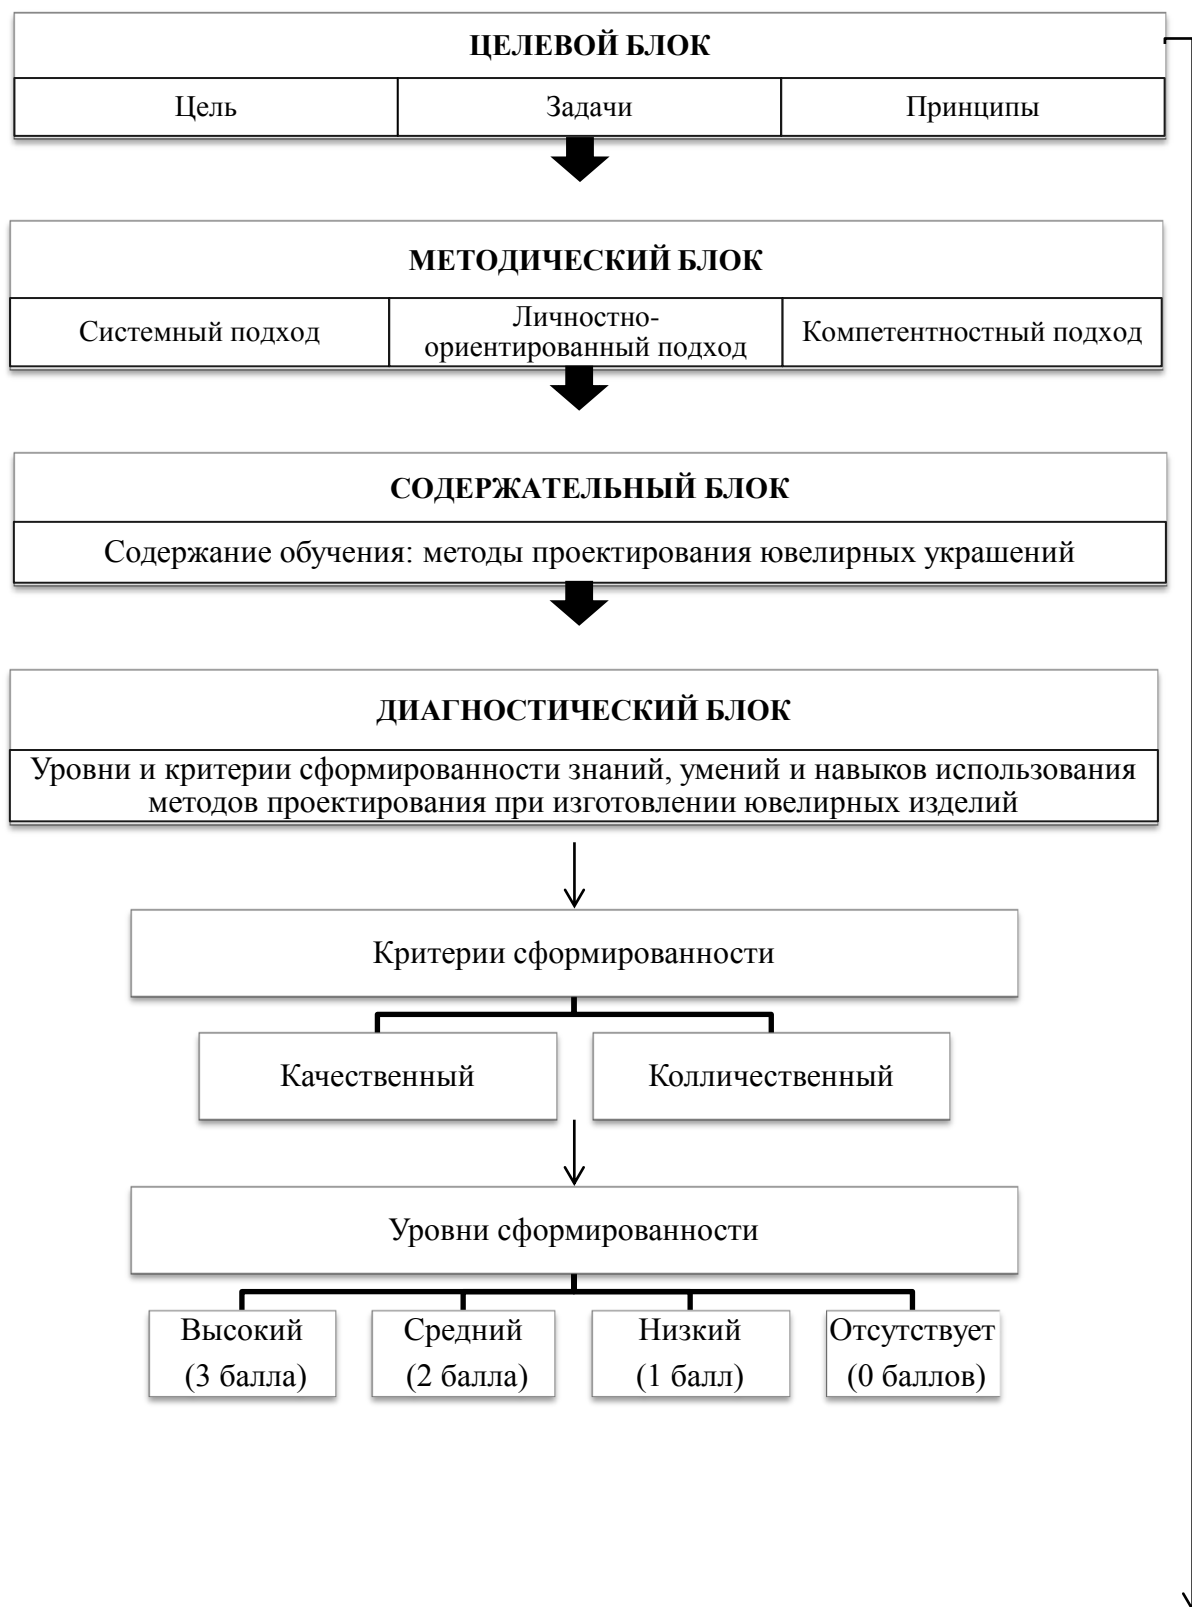 ЦЕЛЕВОЙ БЛОК
Цель
Задачи
Принципы
МЕТОДИЧЕСКИЙ БЛОК
Системный подход
Личностно-
ориентированный подход
Компетентностный подход
СОДЕРЖАТЕЛЬНЫЙ БЛОК
Содержание обучения: методы проектирования ювелирных украшений
ДИАГНОСТИЧЕСКИЙ БЛОК
Уровни и критерии сформированности знаний, умений и навыков использования
методов проектирования при изготовлении ювелирных изделий
Критерии сформированности
Качественный
Колличественный
Уровни сформированности
Высокий
(3 балла)
Средний
(2 балла)
Низкий
(1 балл)
Отсутствует
(0 баллов)